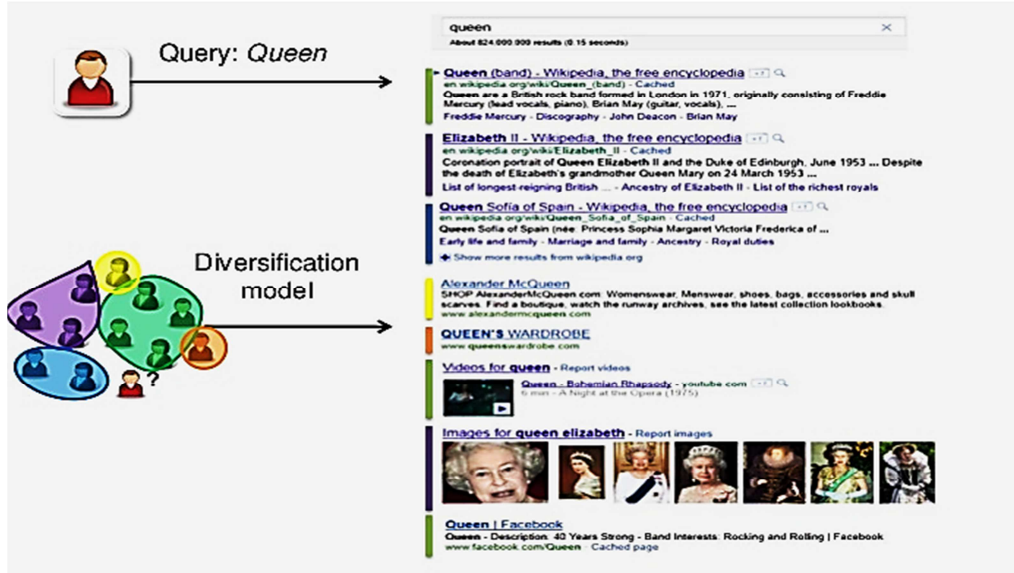 Query: Queen
Diversification
model
?
queen
About 824.000.000 results (0.15 seconds)
Queen (band) - Wikipedia, the free encyclopedia
en.wikipedia.org/wiki/Queen_(band) - Cached
Queen are a British rock band formed in London in 1971, originally consisting of Freddie
Mercury (lead vocals, piano), Brian May (guitar, vocals), ...
Freddie Mercury - Discography - John Deacon - Brian May
Elizabeth II - Wikipedia, the free encyclopedia
en.wikipedia.org/wiki/Elizabeth_II - Cached
Coronation portrait of Queen Elizabeth II and the Duke of Edinburgh, June 1953 ... Despite
the death of Elizabeth's grandmother Queen Mary on 24 March 1953 ...
List of longest-reigning British ... - Ancestry of Elizabeth II - List of the richest royals
Queen Sofía of Spain - Wikipedia, the free encyclopedia
en.wikipedia.org/wiki/Queen_Sofía_of_Spain - Cached
Queen Sofía of Spain (née: Princess Sophia Margaret Victoria Frederica of ...
Early life and family - Marriage and family - Ancestry - Royal duties
Show more results from wikipedia.org
Alexander McQueen
SHOP AlexanderMcQueen.com: Womenswear, Menswear, shoes, bags, accessories and skull
scarves. Find a boutique, watch the runway archives, see the latest collection lookbooks.
www.alexandermcqueen.com
QUEEN'S WARDROBE
www.queenswardrobe.com
Videos for queen - Report videos
Queen - Bohemian Rhapsody - youtube.com
6 min - A Night at the Opera (1975)
Images for queen elizabeth - Report images
Queen | Facebook
Queen - Description: 40 Years Strong - Band Interests: Rocking and Rolling | Facebook
www.facebook.com/Queen - Cached page